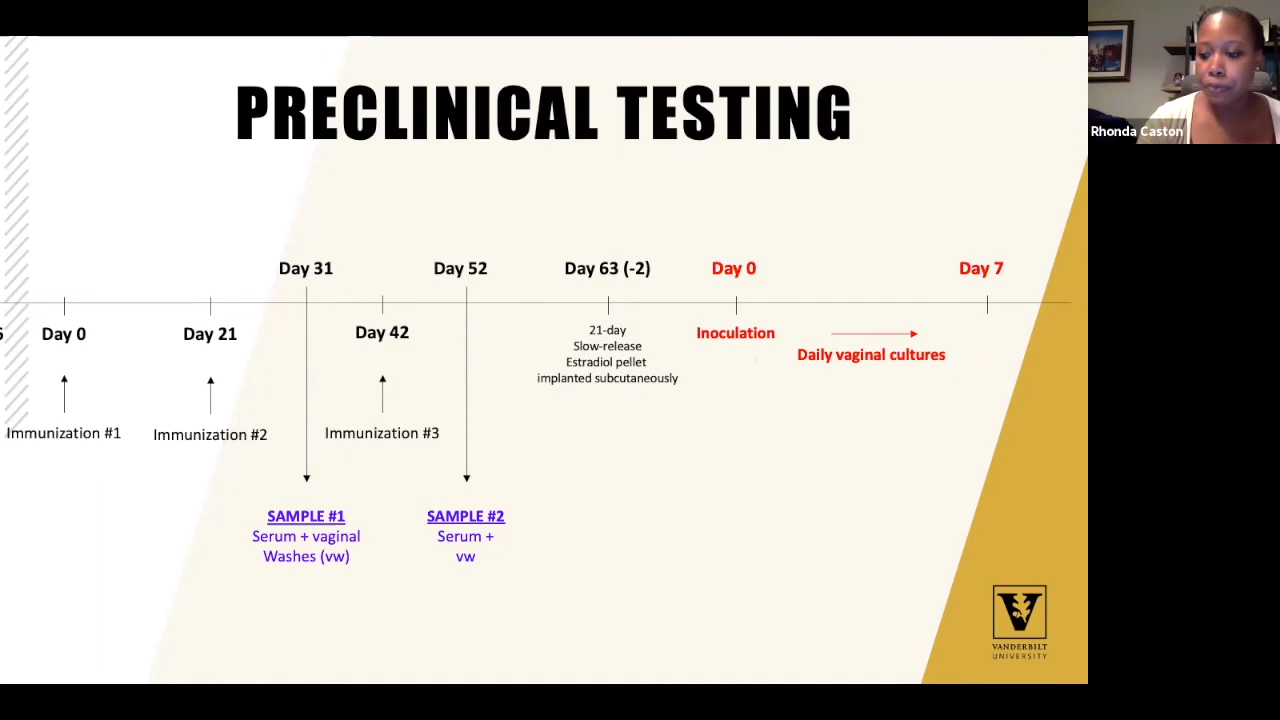 PRECLINICAL TESTING
Rhonda Caston
Day 31
Day 52
Day 63 (-2)
Day 0
Day 7
Day 0
Day 21
Day 42
21-day
Slow-release
Estradiol pellet
implanted subcutaneously
Inoculation
Daily vaginal cultures
Immunization #1
Immunization #2
Immunization #3
SAMPLE #1
Serum + vaginal
Washes (vw)
SAMPLE #2
Serum +
vw
VANDERBILT
UNIVERSITY